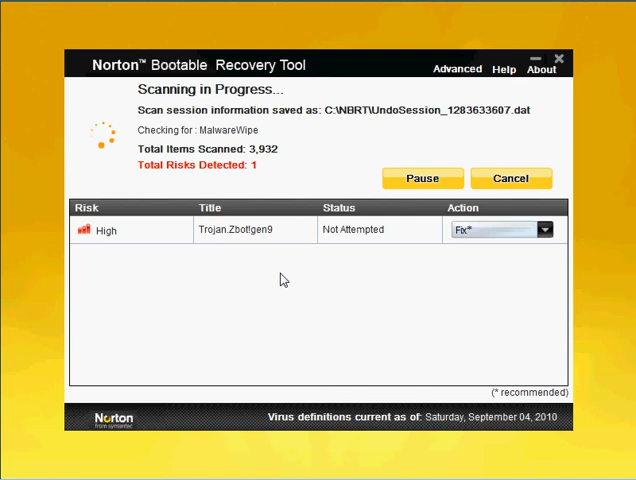 Norton™ Bootable Recovery Tool
Advanced Help About
Scanning in Progress...
Scan session information saved as: C:\NBRT\UndoSession_1283633607.dat
Checking for : MalwareWipe
Total Items Scanned: 3,932
Total Risks Detected: 1
Pause Cancel
Risk Title Status Action
High Trojan.Zbot!gen9 Not Attempted Fix*
(* recommended)
Norton
from symantec
Virus definitions current as of: Saturday, September 04, 2010